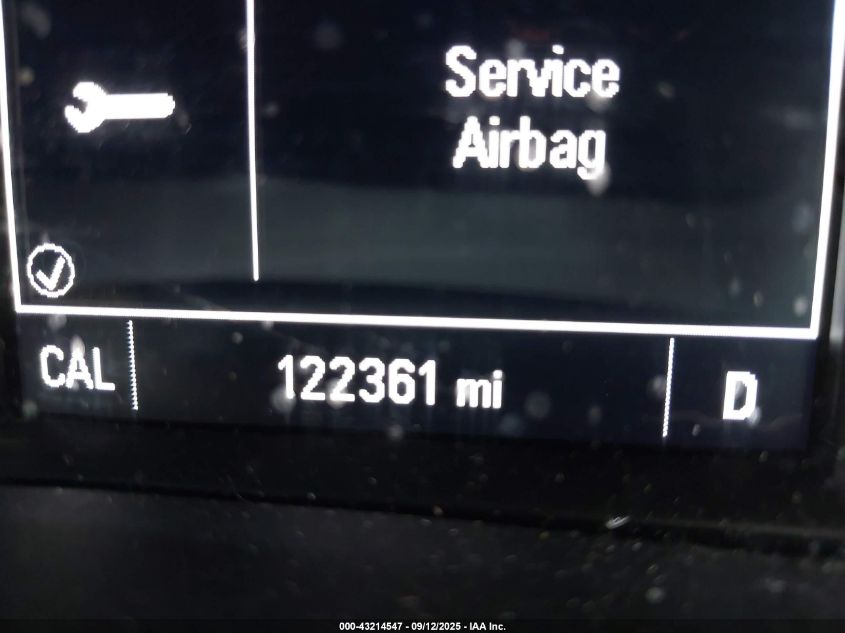 Service
Airbag
CAL 122361 mi D
000-43214547 - 09/12/2025 - IAA Inc.